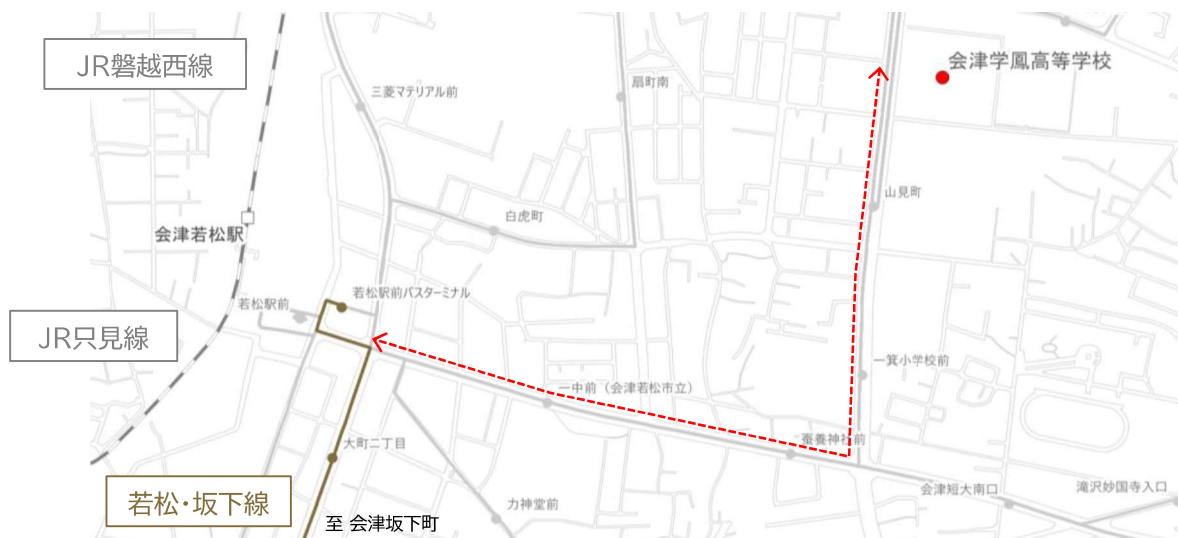 JR磐越西線
会津学鳳高等学校
扇町南
三菱マテリアル前
山見町
白虎町
会津若松駅
若松駅前バスターミナル
若松駅前
JR只見線
一箕小学校前
一中前（会津若松市立）
蚕養神社前
大町二丁目
会津短大南口
滝沢妙国寺入口
若松・坂下線
力神堂前
至 会津坂下町